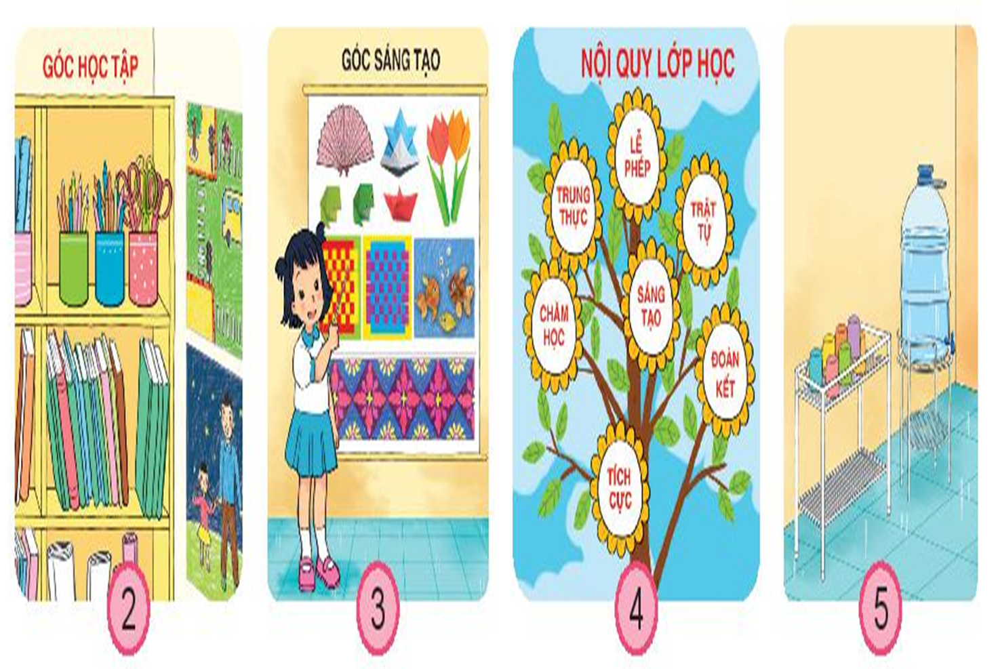 GÓC HỌC TẬP
2
GÓC SÁNG TẠO
3
NỘI QUY LỚP HỌC
LỄ
PHÉP
TRUNG
THỰC
TRẬT
TỰ
CHĂM
HỌC
SÁNG
TẠO
ĐOÀN
KẾT
TÍCH
CỰC
4
5